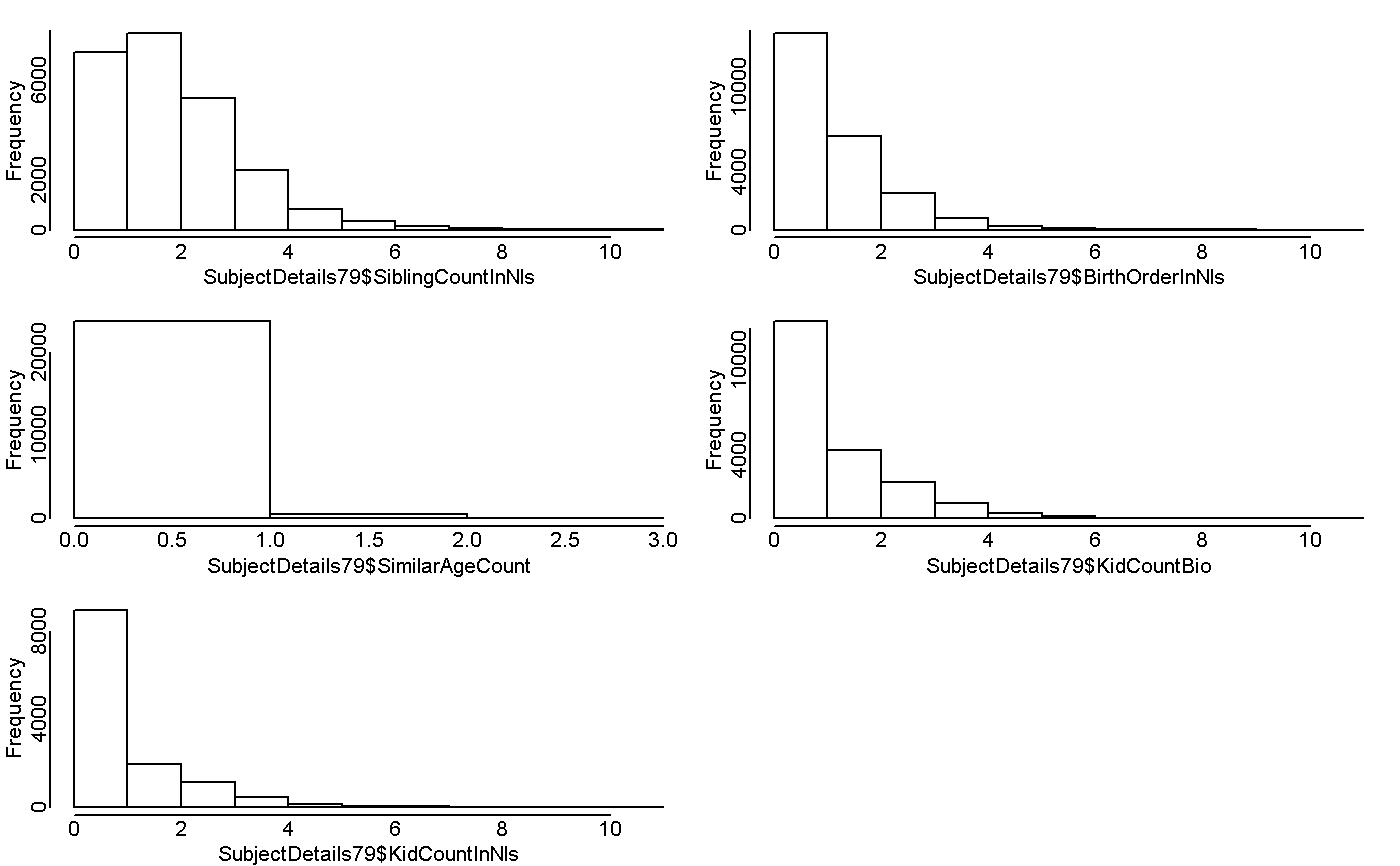 Frequency
6000
2000
0
0 2 4 6 8 10
SubjectDetails79$SiblingCountInNls
Frequency
10000
4000
0
0 2 4 6 8 10
SubjectDetails79$BirthOrderInNls
Frequency
20000
10000
0
0.0 0.5 1.0 1.5 2.0 2.5 3.0
SubjectDetails79$SimilarAgeCount
Frequency
10000
4000
0
0 2 4 6 8 10
SubjectDetails79$KidCountBio
Frequency
8000
4000
0
0 2 4 6 8 10
SubjectDetails79$KidCountInNls